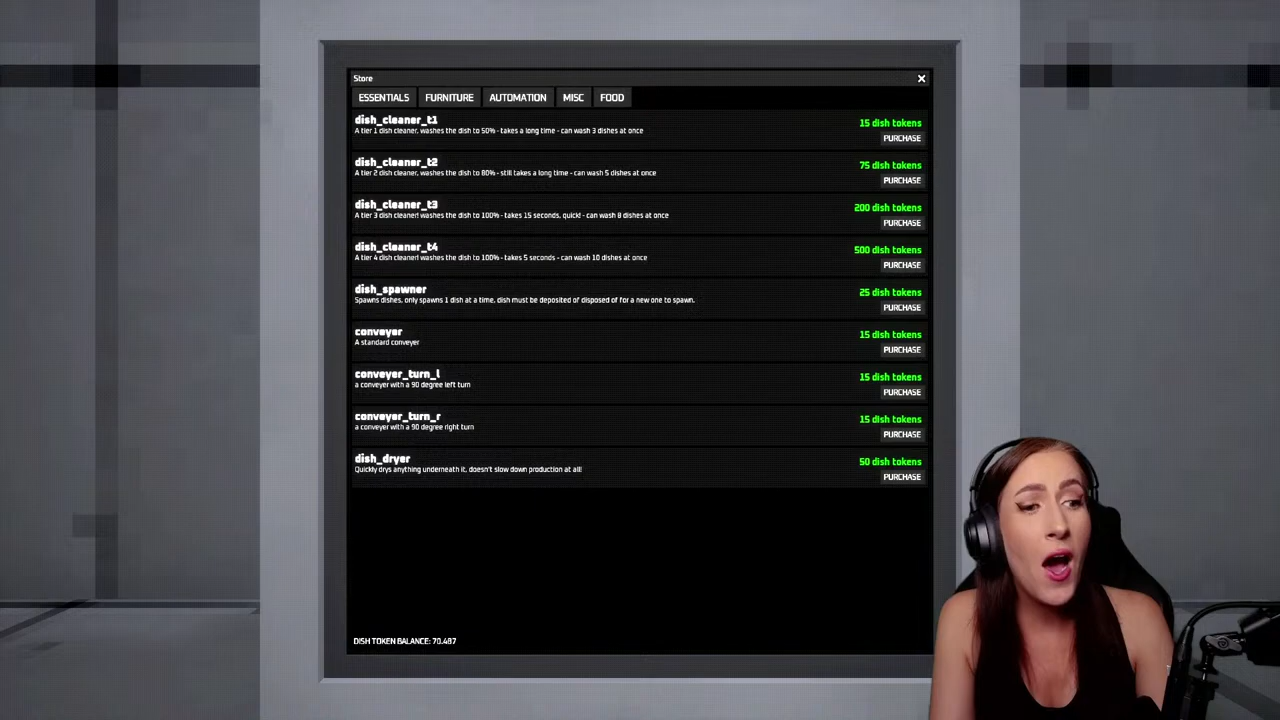 Store
ESSENTIALS FURNITURE AUTOMATION MISC FOOD
dish_cleaner_t1
15 dish tokens
A tier 1 dish cleaner, washes the dish to 50% - takes a long time - can wash 3 dishes at once
PURCHASE
dish_cleaner_t2
75 dish tokens
A tier 2 dish cleaner, washes the dish to 80% - still takes a long time - can wash 5 dishes at once
PURCHASE
dish_cleaner_t3
200 dish tokens
A tier 3 dish cleaner! washes the dish to 100% - takes 15 seconds, quick! - can wash 8 dishes at once
PURCHASE
dish_cleaner_t4
500 dish tokens
A tier 4 dish cleaner! washes the dish to 100% - takes 5 seconds - can wash 10 dishes at once
PURCHASE
dish_spawner
25 dish tokens
Spawns dishes, only spawns 1 dish at a time, dish must be deposited of disposed of for a new one to spawn.
PURCHASE
conveyer
15 dish tokens
A standard conveyer
PURCHASE
conveyer_turn_l
15 dish tokens
a conveyer with a 90 degree left turn
PURCHASE
conveyer_turn_r
15 dish tokens
a conveyer with a 90 degree right turn
PURCHASE
dish_dryer
50 dish tokens
Quickly drys anything underneath it, doesn't slow down production at all!
PURCHASE
DISH TOKEN BALANCE: 70.487